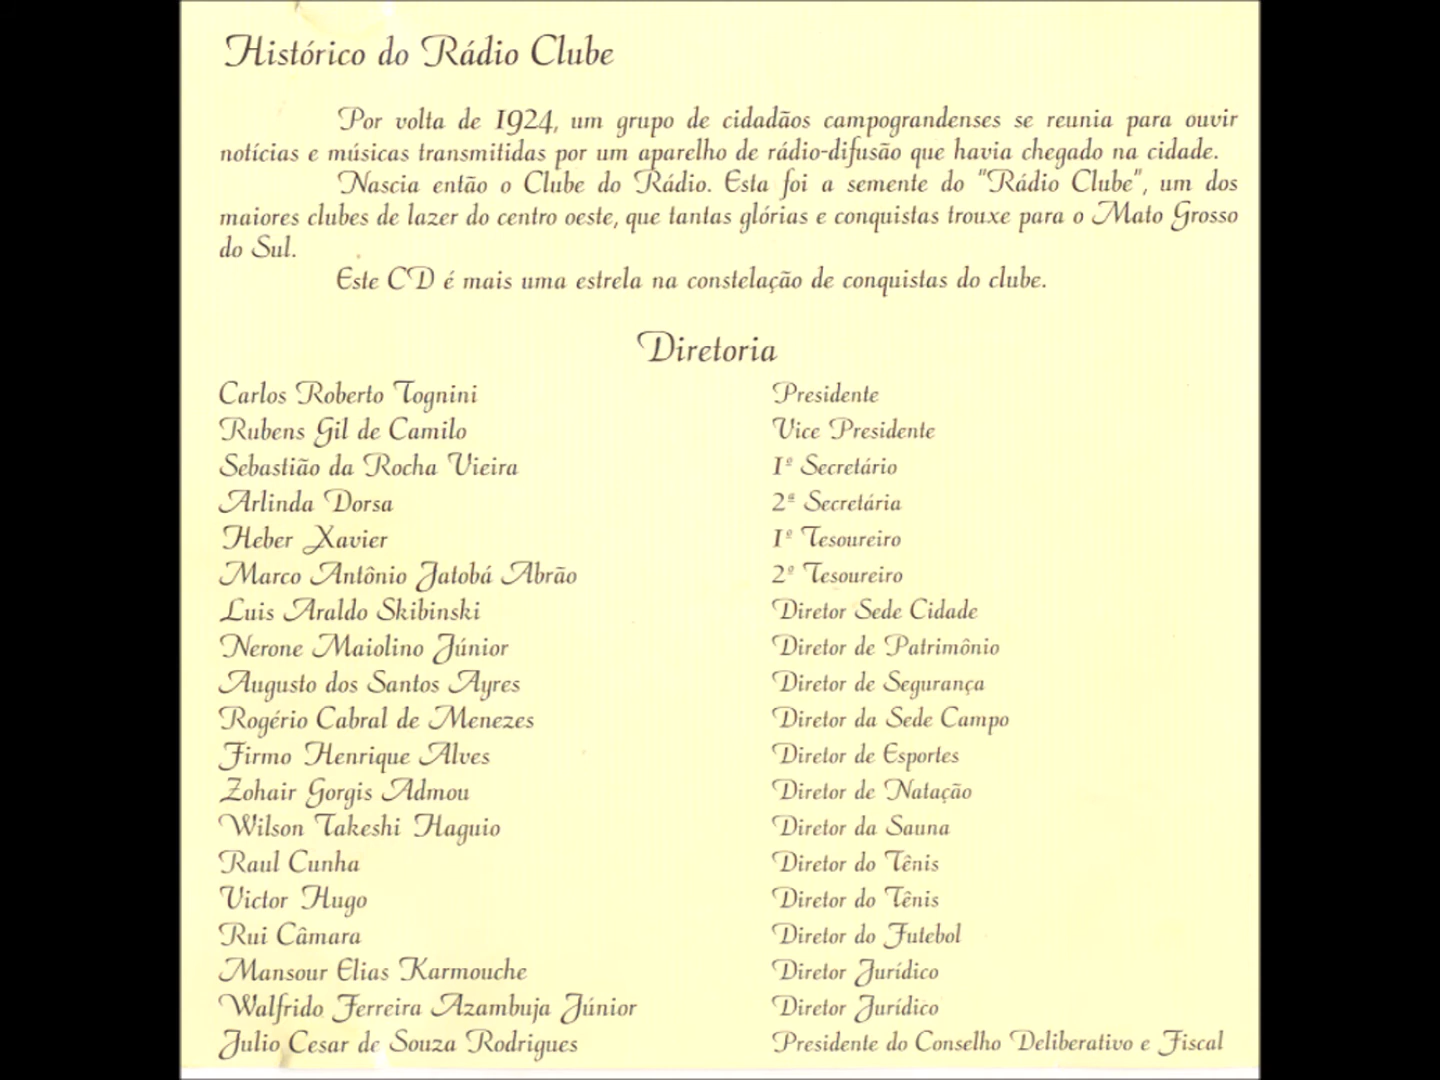 Histórico do Rádio Clube
Por volta de 1924, um grupo de cidadãos campograndenses se reunia para ouvir
notícias e músicas transmitidas por um aparelho de rádio-difusão que havia chegado na cidade.
Nascia então o Clube do Rádio. Esta foi a semente do "Rádio Clube", um dos
maiores clubes de lazer do centro oeste, que tantas glórias e conquistas trouxe para o Mato Grosso
do Sul.
Este CD é mais uma estrela na constelação de conquistas do clube.
Diretoria
Carlos Roberto Tognini Presidente
Rubens Gil de Camilo Vice Presidente
Sebastião da Rocha Vieira 1º Secretário
Arlinda Dorsa 2ª Secretária
Heber Xavier 1º Tesoureiro
Marco Antônio Jatobá Abrão 2º Tesoureiro
Luis Araldo Skibinski Diretor Sede Cidade
Nerone Maiolino Júnior Diretor de Patrimônio
Augusto dos Santos Ayres Diretor de Segurança
Rogério Cabral de Menezes Diretor da Sede Campo
Firmo Henrique Alves Diretor de Esportes
Zohair Gorgis Admou Diretor de Natação
Wilson Takeshi Haguio Diretor da Sauna
Raul Cunha Diretor do Tênis
Victor Hugo Diretor do Tênis
Rui Câmara Diretor do Futebol
Mansour Elias Karmouche Diretor Jurídico
Walfrido Ferreira Azambuja Júnior Diretor Jurídico
Julio Cesar de Souza Rodrigues Presidente do Conselho Deliberativo e Fiscal